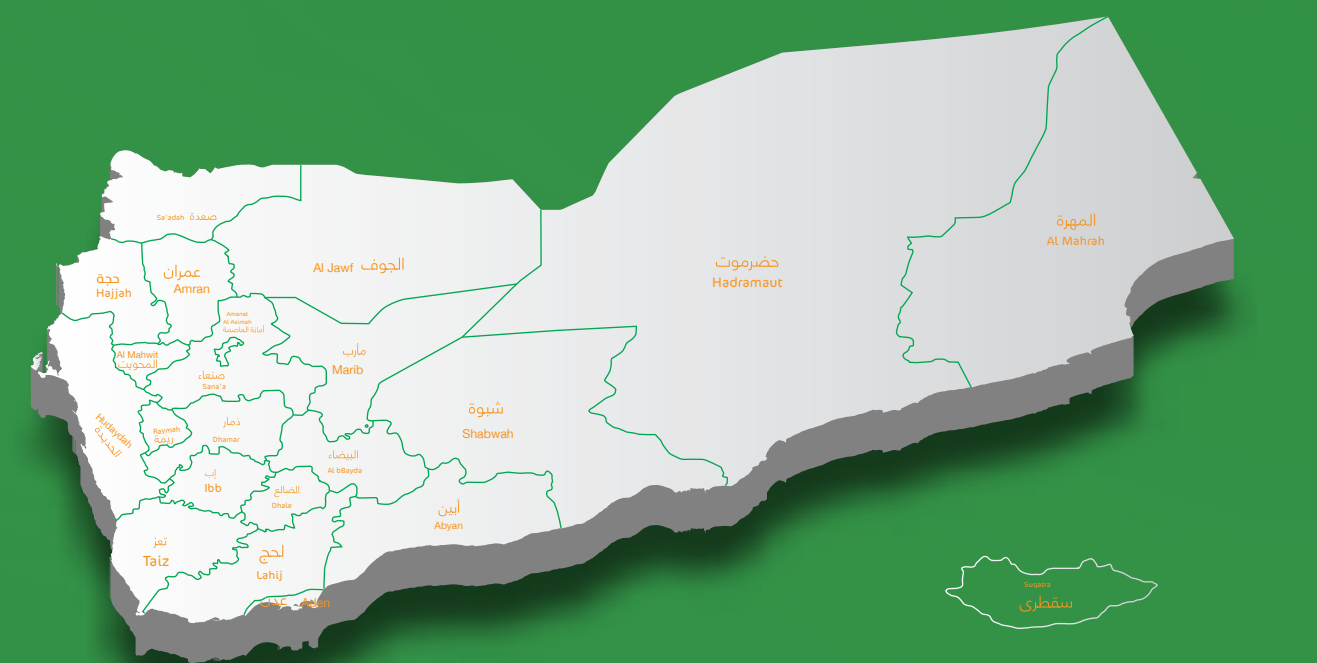 Sa'adah صعدة
المهرة
Al Mahrah
Al Jawf الجوف
حضرموت
Hadramaut
حجة
Hajjah
عمران
Amran
Amanat
Al Asimah
أمانة العاصمة
Al Mahwit
المحويت
مأرب
Marib
صنعاء
Sana'a
شبوة
Shabwah
Hudaydah
الحديدة
Raymah
ريمة
ذمار
Dhamar
البيضاء
Al bBayda
إب
Ibb
الضالع
Dhale
أبين
Abyan
تعز
Taiz
لحج
Lahij
عدن - Aden
Suqatra
سقطرى